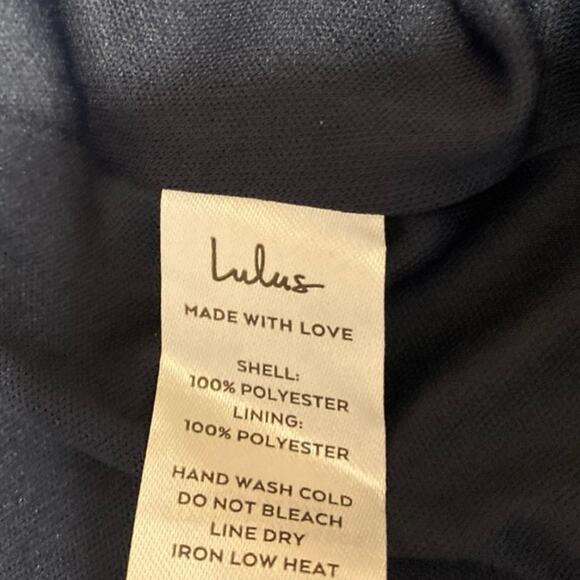 Lulus
MADE WITH LOVE
SHELL:
100% POLYESTER
LINING:
100% POLYESTER
HAND WASH COLD
DO NOT BLEACH
LINE DRY
IRON LOW HEAT